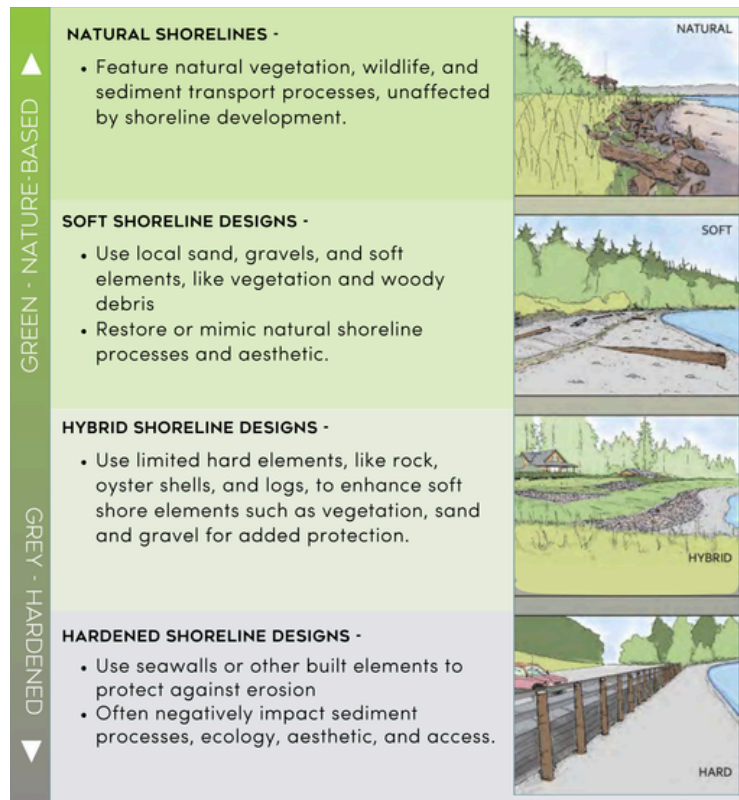 NATURAL SHORELINES -
• Feature natural vegetation, wildlife, and
sediment transport processes, unaffected
by shoreline development.
NATURAL
SOFT SHORELINE DESIGNS -
• Use local sand, gravels, and soft
elements, like vegetation and woody
debris
• Restore or mimic natural shoreline
processes and aesthetic.
SOFT
HYBRID SHORELINE DESIGNS -
• Use limited hard elements, like rock,
oyster shells, and logs, to enhance soft
shore elements such as vegetation, sand
and gravel for added protection.
HYBRID
HARDENED SHORELINE DESIGNS -
• Use seawalls or other built elements to
protect against erosion
• Often negatively impact sediment
processes, ecology, aesthetic, and access.
HARD
GREEN - NATURE-BASED
GREY - HARDENED